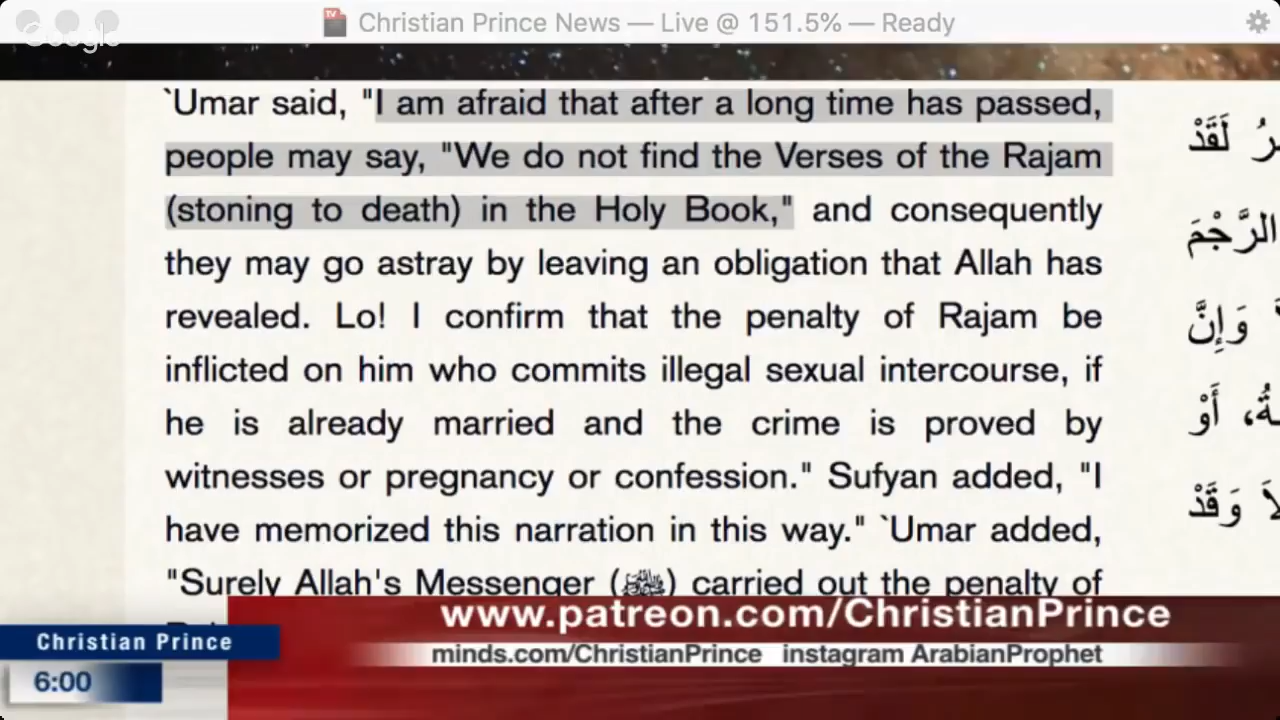 Christian Prince News — Live @ 151.5% — Ready
Google
`Umar said, "I am afraid that after a long time has passed,
people may say, "We do not find the Verses of the Rajam
(stoning to death) in the Holy Book," and consequently
they may go astray by leaving an obligation that Allah has
revealed. Lo! I confirm that the penalty of Rajam be
inflicted on him who commits illegal sexual intercourse, if
he is already married and the crime is proved by
witnesses or pregnancy or confession." Sufyan added, "I
have memorized this narration in this way." `Umar added,
"Surely Allah's Messenger (ﷺ) carried out the penalty of
لَقَدْ
الرَّجْمَ
وَإِنَّ
أَوْ
وَقَدْ
www.patreon.com/ChristianPrince
Christian Prince
minds.com/ChristianPrince instagram ArabianProphet
6:00